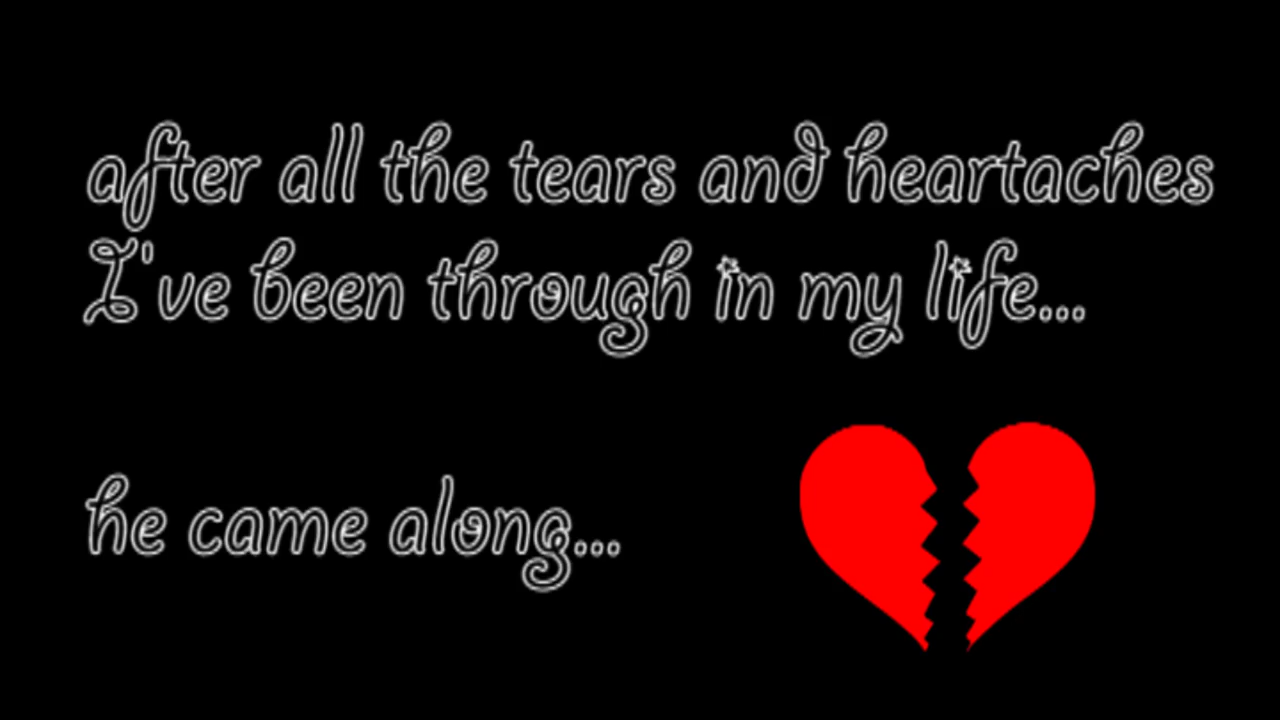 after all the tears and heartaches
I've been through in my life...
he came along...